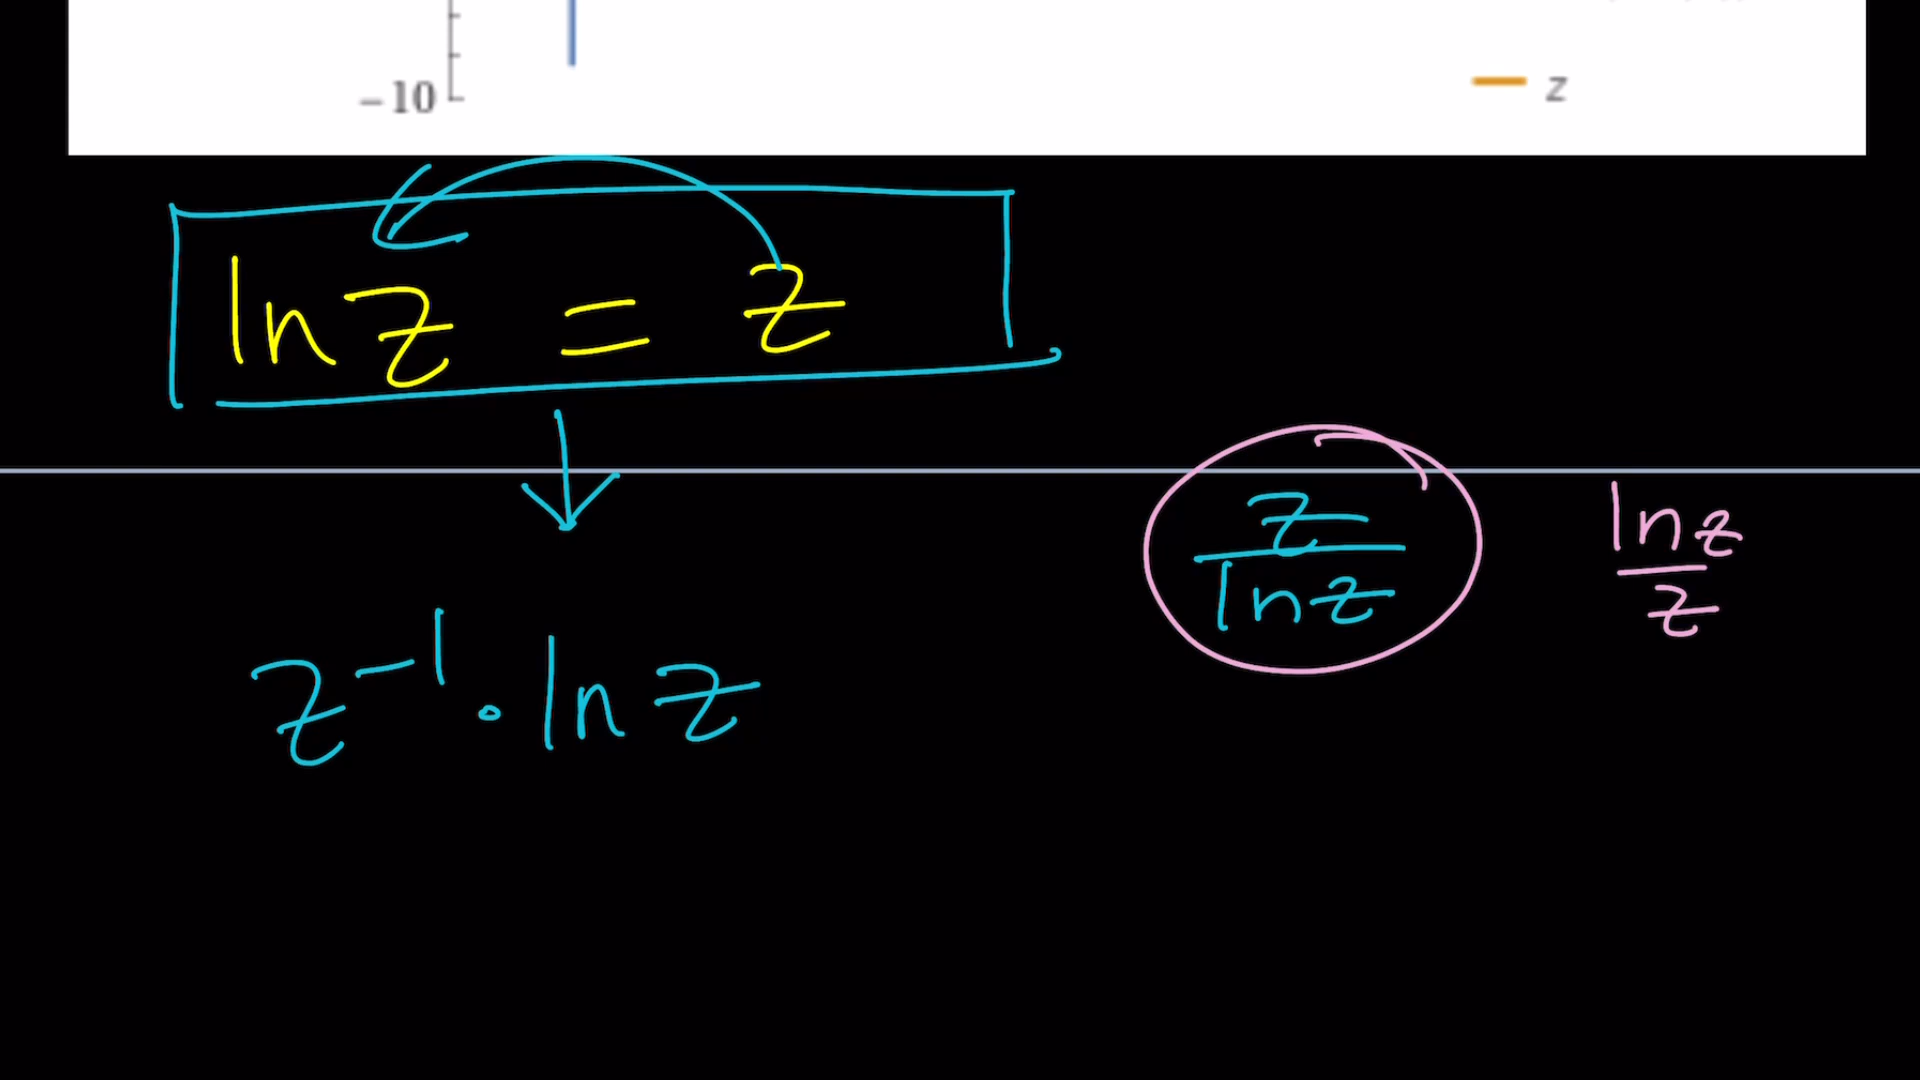 −10
z
ln z = z
z / ln z
ln z / z
z⁻¹ · ln z